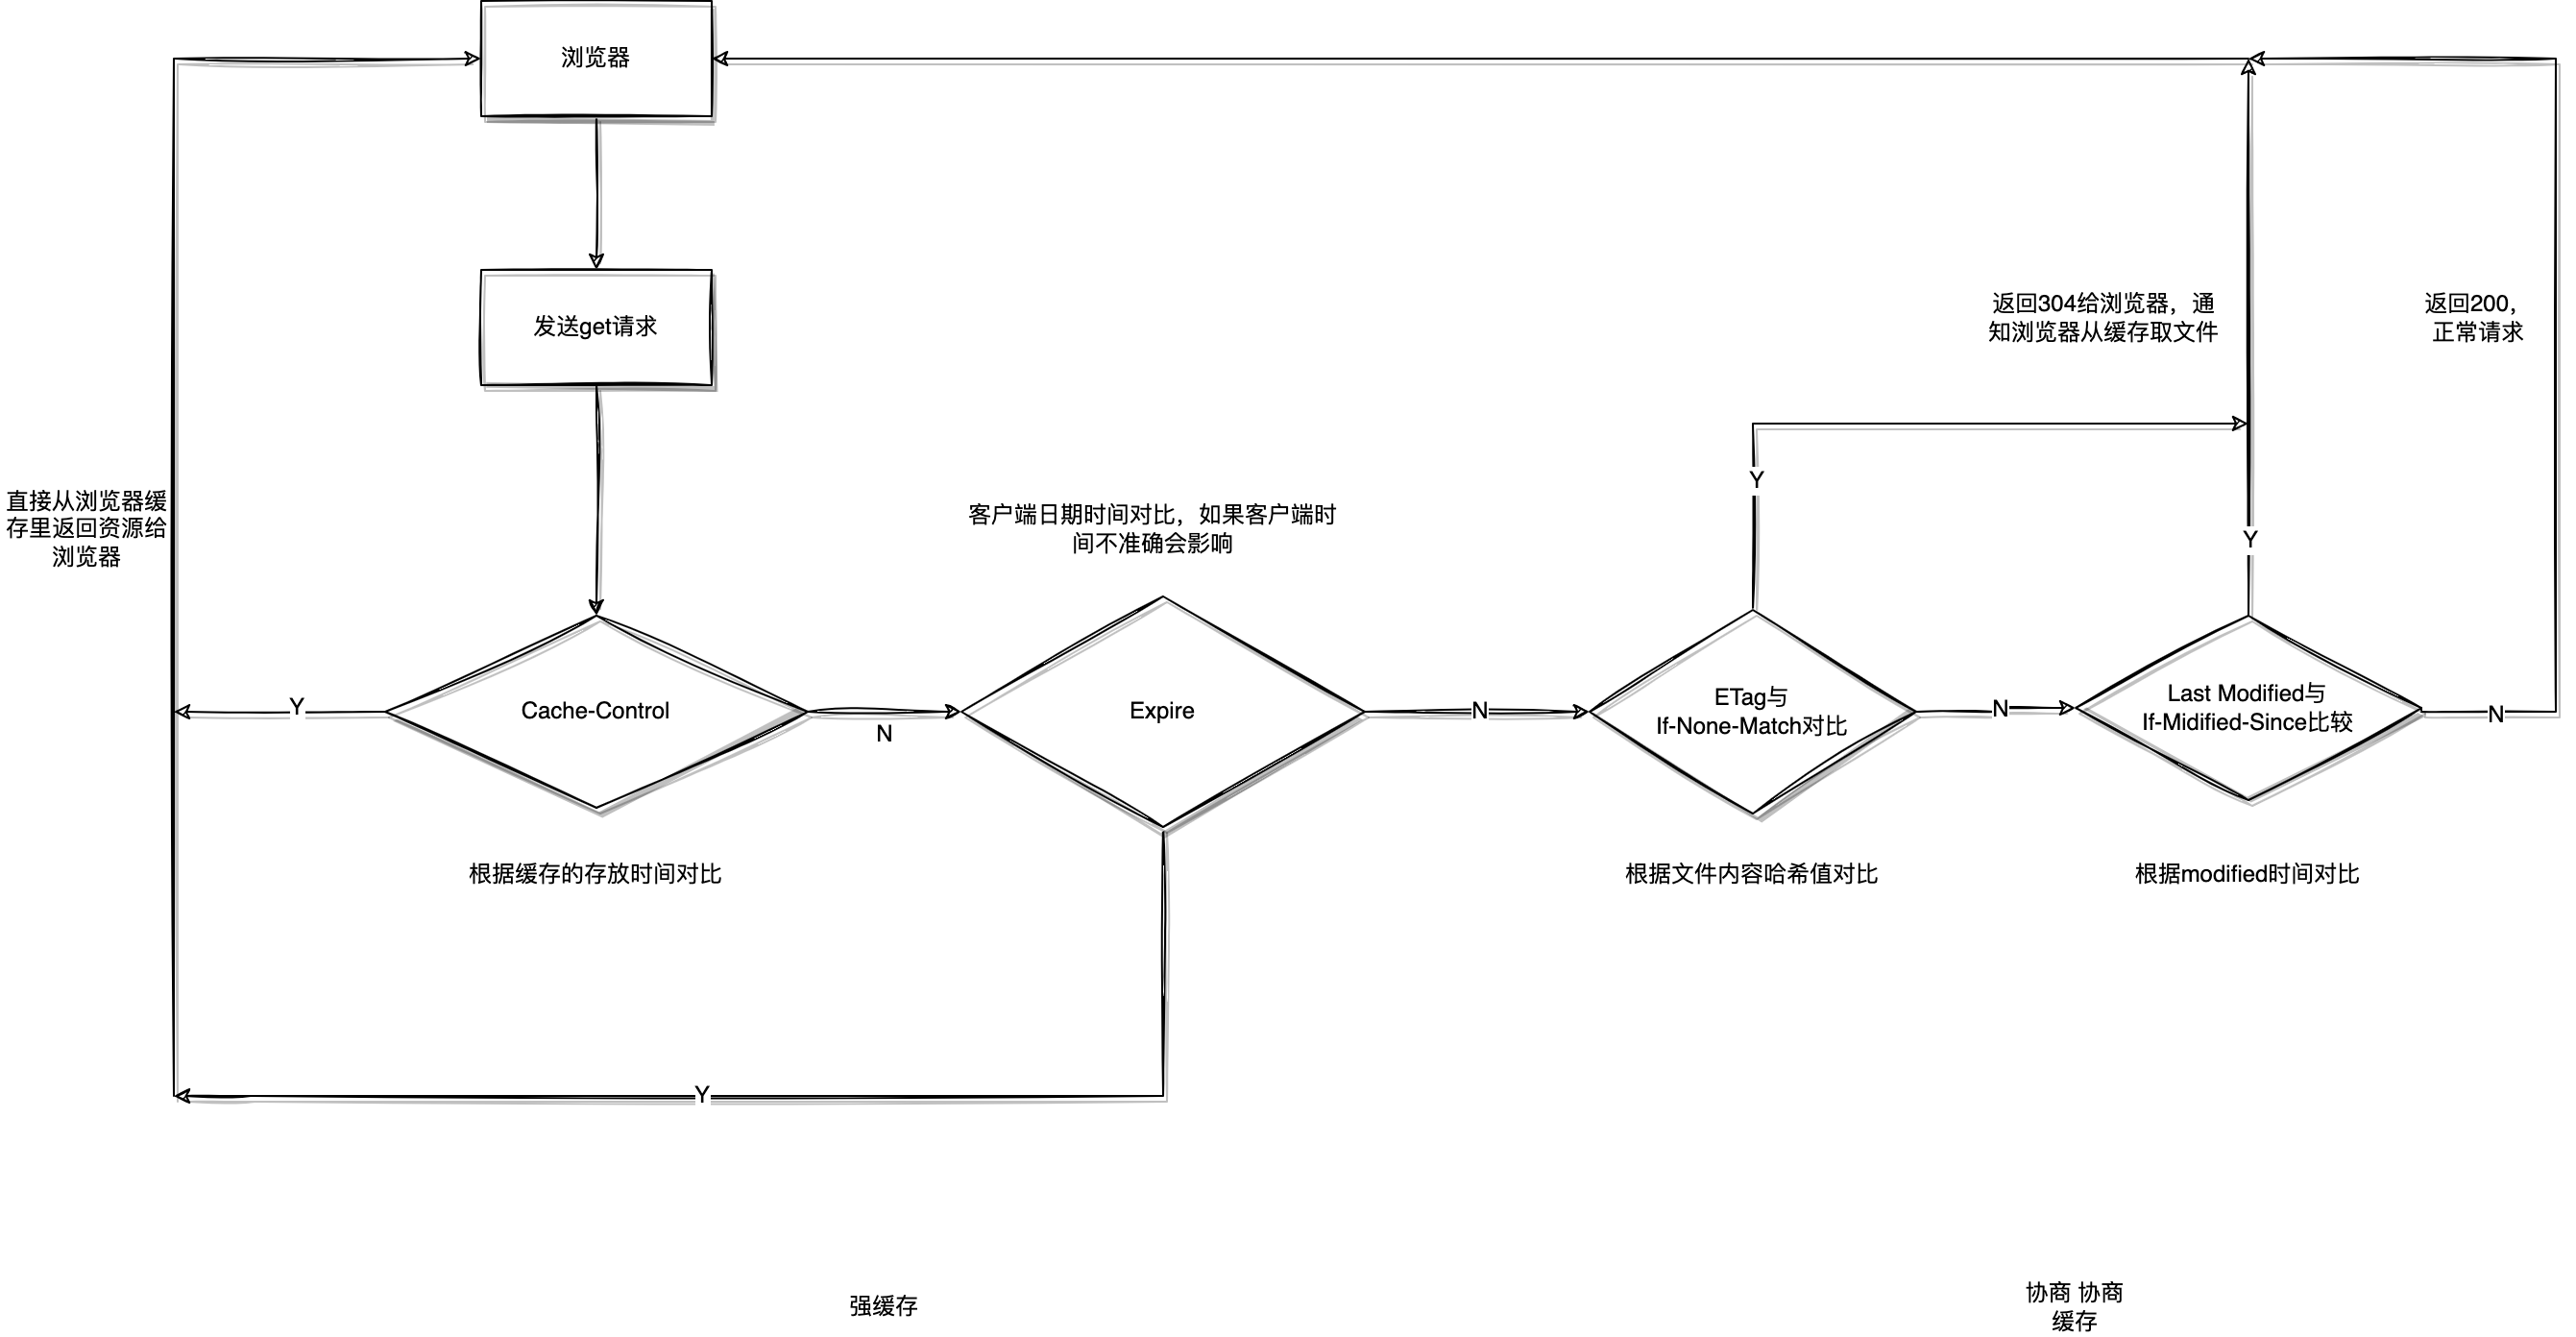 浏览器
发送get请求
返回304给浏览器，通
知浏览器从缓存取文件
返回200，
正常请求
直接从浏览器缓
存里返回资源给
浏览器
客户端日期时间对比，如果客户端时
间不准确会影响
Y
Y
Y
Cache-Control
N
Expire
N
ETag与
If-None-Match对比
N
Last Modified与
If-Midified-Since比较
N
根据缓存的存放时间对比
根据文件内容哈希值对比
根据modified时间对比
Y
强缓存
协商 协商
缓存